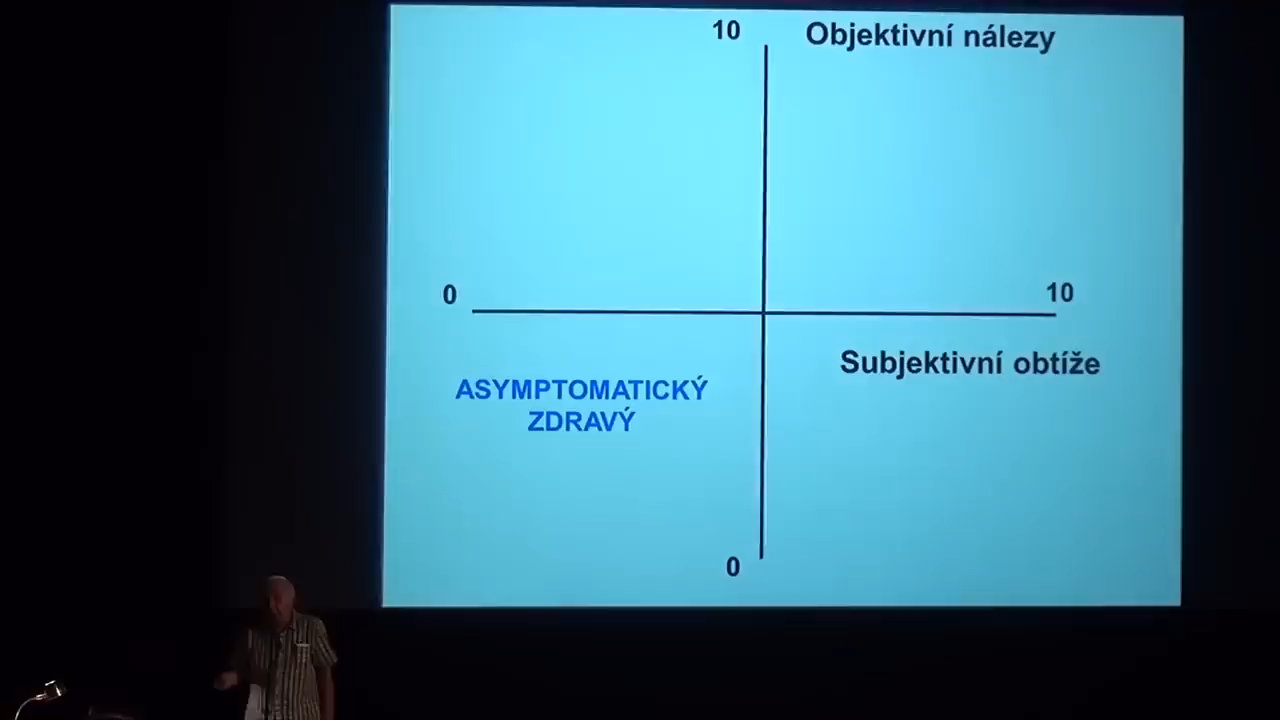 10
Objektivní nálezy
0
10
Subjektivní obtíže
ASYMPTOMATICKÝ
ZDRAVÝ
0